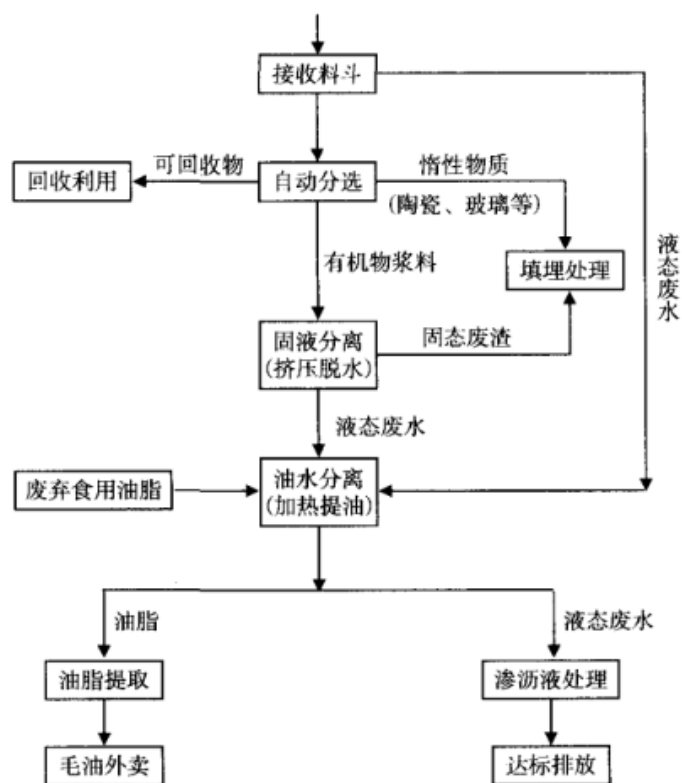 接收料斗
可回收物
惰性物质
回收利用
自动分选
(陶瓷、玻璃等)
液态废水
有机物浆料
填埋处理
固液分离
(挤压脱水)
固态废渣
液态废水
废弃食用油脂
油水分离
(加热提油)
油脂
液态废水
油脂提取
渗沥液处理
毛油外卖
达标排放